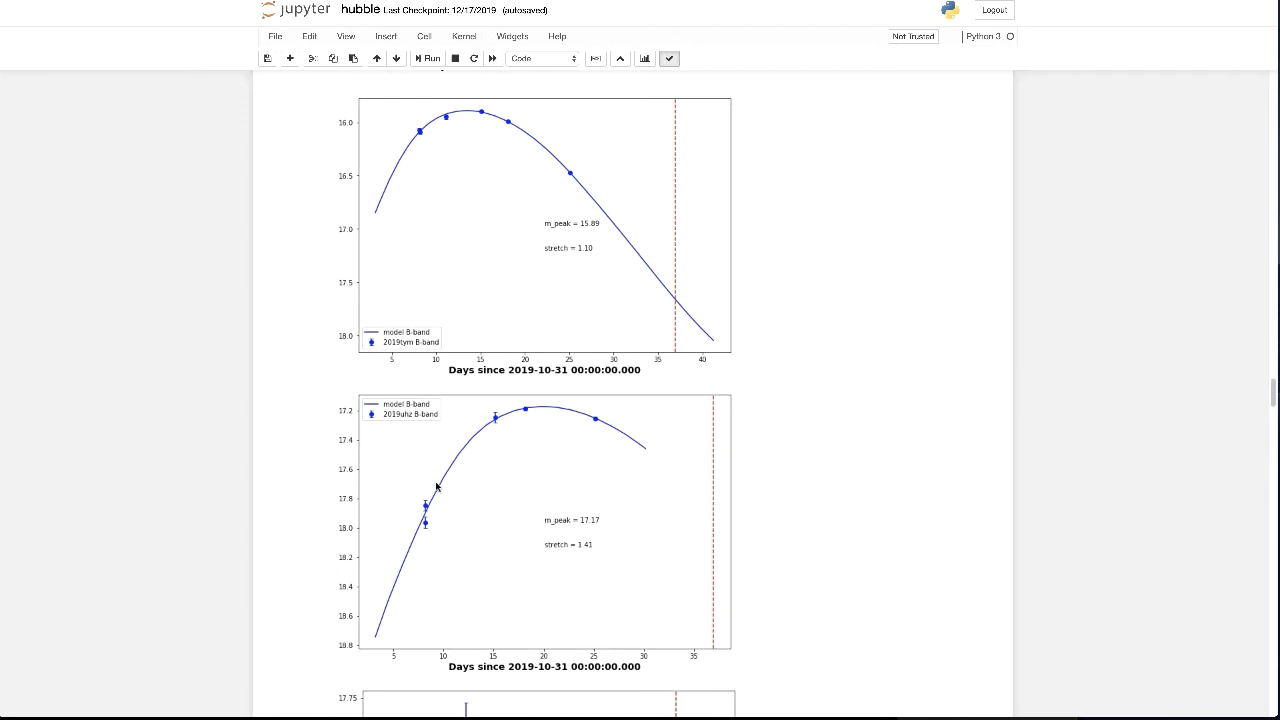 jupyter hubble Last Checkpoint: 12/17/2019 (autosaved) Logout
File Edit View Insert Cell Kernel Widgets Help Not Trusted Python 3
Run Code
16.0
16.5
17.0
17.5
18.0
m_peak = 15.89
stretch = 1.10
model B-band
2019tym B-band
5 10 15 20 25 30 35 40
Days since 2019-10-31 00:00:00.000
model B-band
2019uhz B-band
17.2
17.4
17.6
17.8
18.0
18.2
18.4
18.6
18.8
m_peak = 17.17
stretch = 1.41
5 10 15 20 25 30 35
Days since 2019-10-31 00:00:00.000
17.75